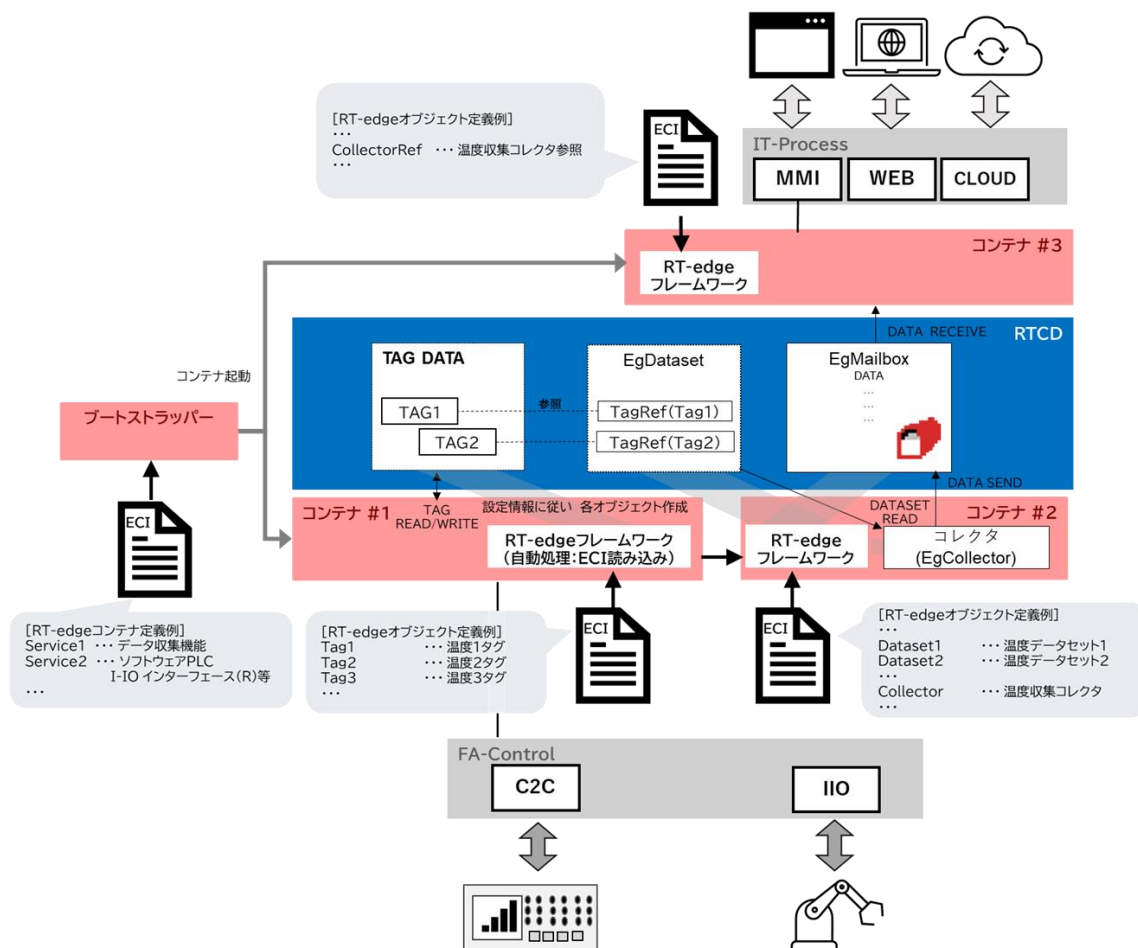 [RT-edgeオブジェクト定義例]
・・・
CollectorRef ・・・ 温度収集コレクタ参照
・・・
ECI
IT-Process
MMI
WEB
CLOUD
コンテナ #3
RT-edge
フレームワーク
DATA RECEIVE
RTCD
TAG DATA
TAG1
TAG2
参照
EgDataset
TagRef(Tag1)
TagRef(Tag2)
EgMailbox
DATA
...
...
...
コンテナ起動
ブートストラッパー
ECI
DATA SEND
コンテナ #1
TAG
READ/WRITE
設定情報に従い 各オブジェクト作成
RT-edgeフレームワーク
(自動処理:ECI読み込み)
DATASET
READ
コンテナ #2
RT-edge
フレームワーク
コレクタ
(EgCollector)
[RT-edgeコンテナ定義例]
Service1 ・・・ データ収集機能
Service2 ・・・ ソフトウェアPLC
I-IO インターフェース(R)等
・・・
[RT-edgeオブジェクト定義例]
Tag1 ・・・ 温度1タグ
Tag2 ・・・ 温度2タグ
Tag3 ・・・ 温度3タグ
・・・
ECI
ECI
[RT-edgeオブジェクト定義例]
・・・
Dataset1 ・・・ 温度データセット1
Dataset2 ・・・ 温度データセット2
・・・
Collector ・・・ 温度収集コレクタ
・・・
FA-Control
C2C
IIO